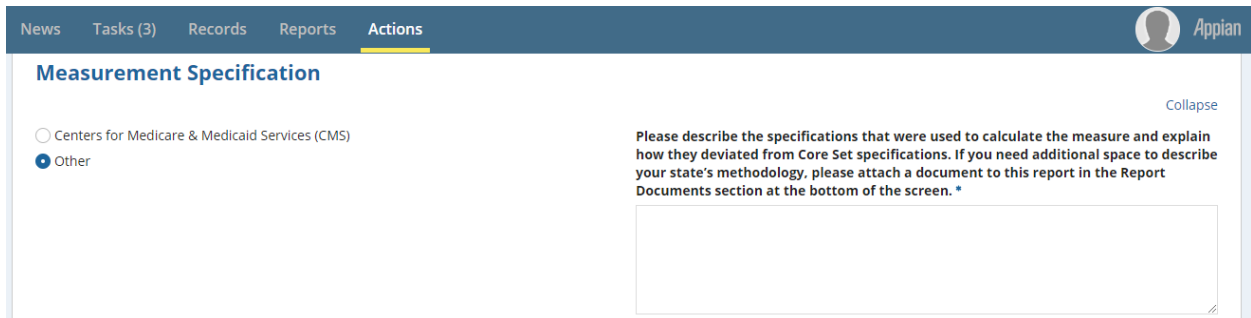 News Tasks (3) Records Reports Actions Appian
Measurement Specification
Collapse
Centers for Medicare & Medicaid Services (CMS)
Other
Please describe the specifications that were used to calculate the measure and explain
how they deviated from Core Set specifications. If you need additional space to describe
your state's methodology, please attach a document to this report in the Report
Documents section at the bottom of the screen. *